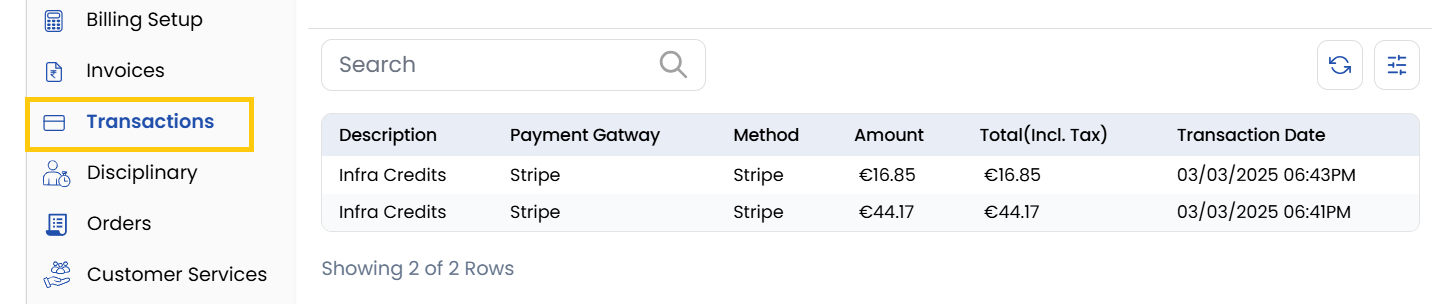 Billing Setup
Invoices
Transactions
Disciplinary
Orders
Customer Services
Search
Description Payment Gatway Method Amount Total(Incl. Tax) Transaction Date
Infra Credits Stripe Stripe €16.85 €16.85 03/03/2025 06:43PM
Infra Credits Stripe Stripe €44.17 €44.17 03/03/2025 06:41PM
Showing 2 of 2 Rows